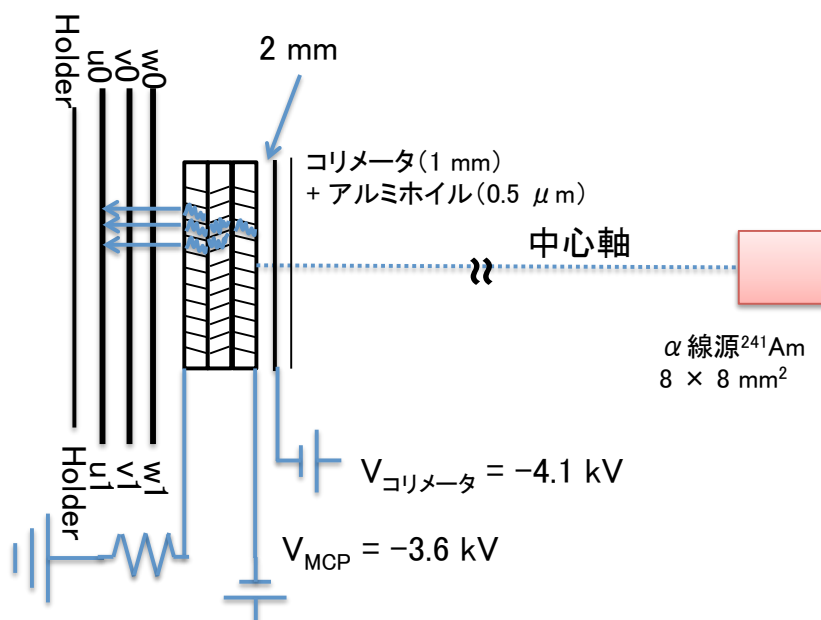 Holder
u0
v0
w0
2 mm
コリメータ(1 mm)
+ アルミホイル(0.5 μm)
中心軸
α線源²⁴¹Am
8 × 8 mm²
Vコリメータ = -4.1 kV
VMCP = -3.6 kV
Holder
u1
v1
w1